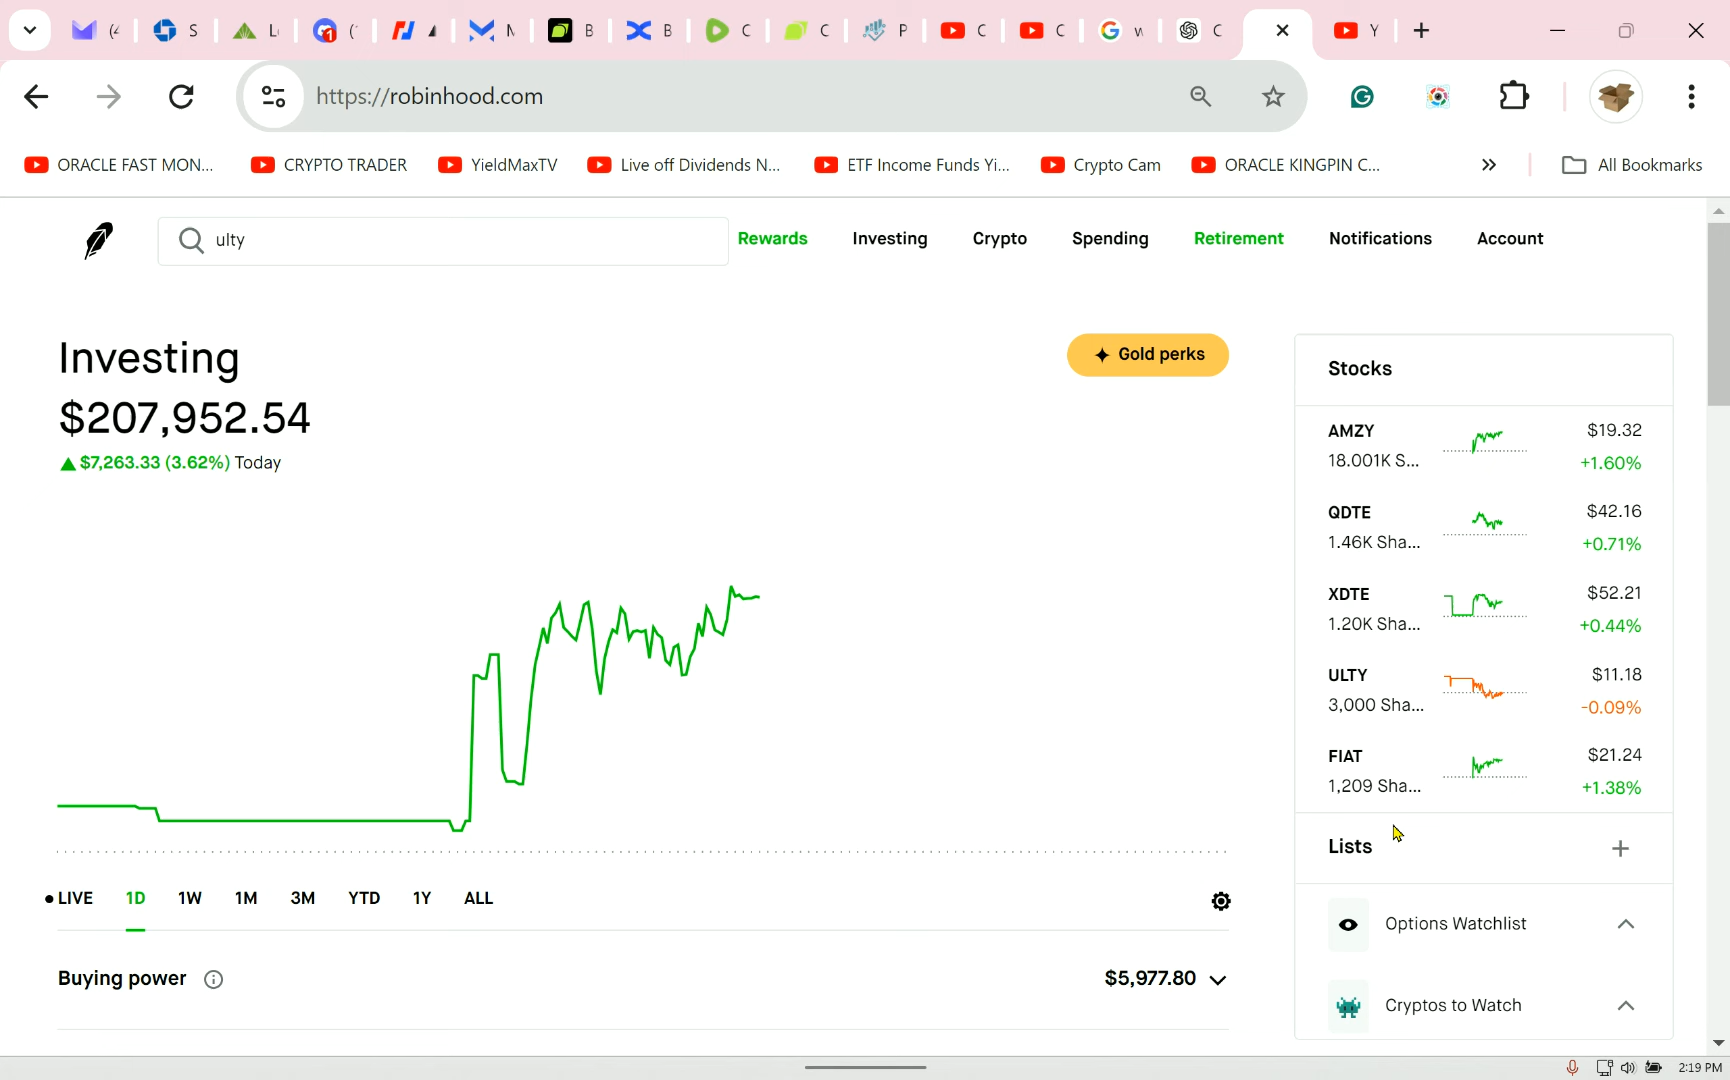 S
L
1
B
B
C
C
P
C
C
w
C
Y
https://robinhood.com
ORACLE FAST MON...
CRYPTO TRADER
YieldMaxTV
Live off Dividends N...
ETF Income Funds Yi...
Crypto Cam
ORACLE KINGPIN C...
All Bookmarks
ulty
Rewards
Investing
Crypto
Spending
Retirement
Notifications
Account
Investing
$207,952.54
$7,263.33 (3.62%) Today
Gold perks
LIVE 1D 1W 1M 3M YTD 1Y ALL
Buying power
$5,977.80
Stocks
AMZY $19.32
18.001K S... +1.60%
QDTE $42.16
1.46K Sha... +0.71%
XDTE $52.21
1.20K Sha... +0.44%
ULTY $11.18
3,000 Sha... -0.09%
FIAT $21.24
1,209 Sha... +1.38%
Lists
Options Watchlist
Cryptos to Watch
2:19 PM